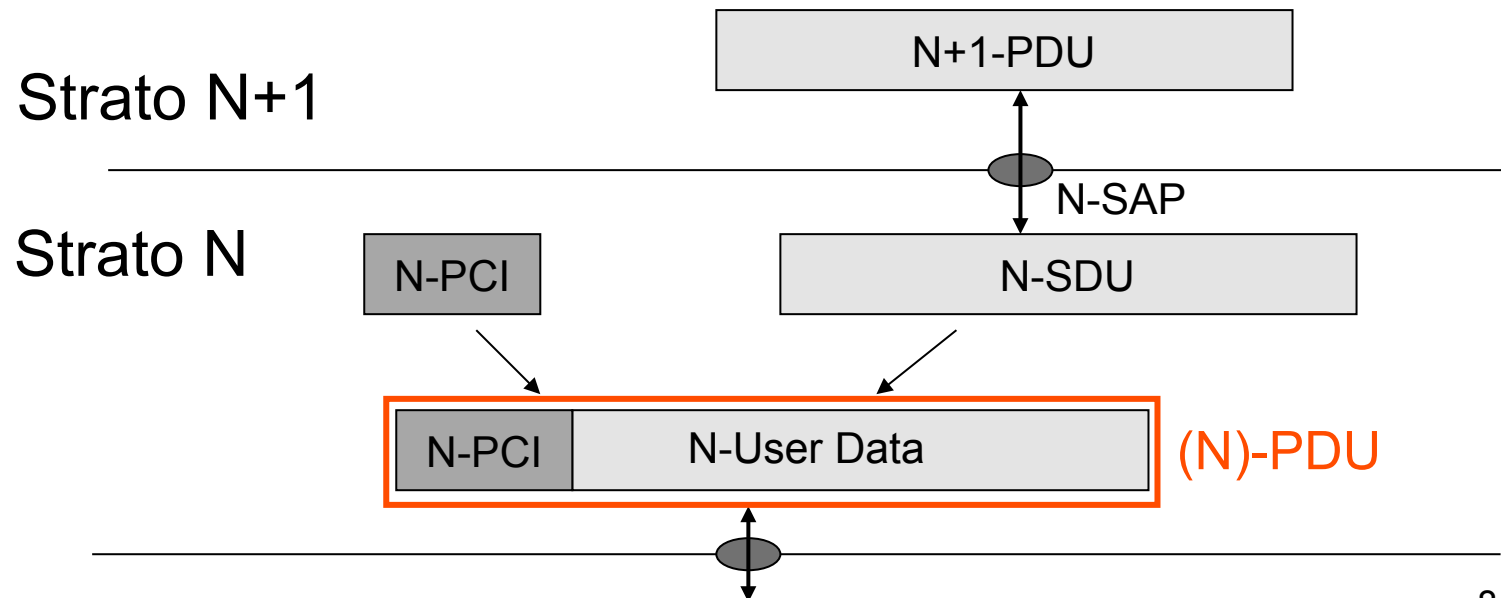 N+1-PDU
Strato N+1
N-SAP
Strato N
N-PCI
N-SDU
N-PCI
N-User Data
(N)-PDU